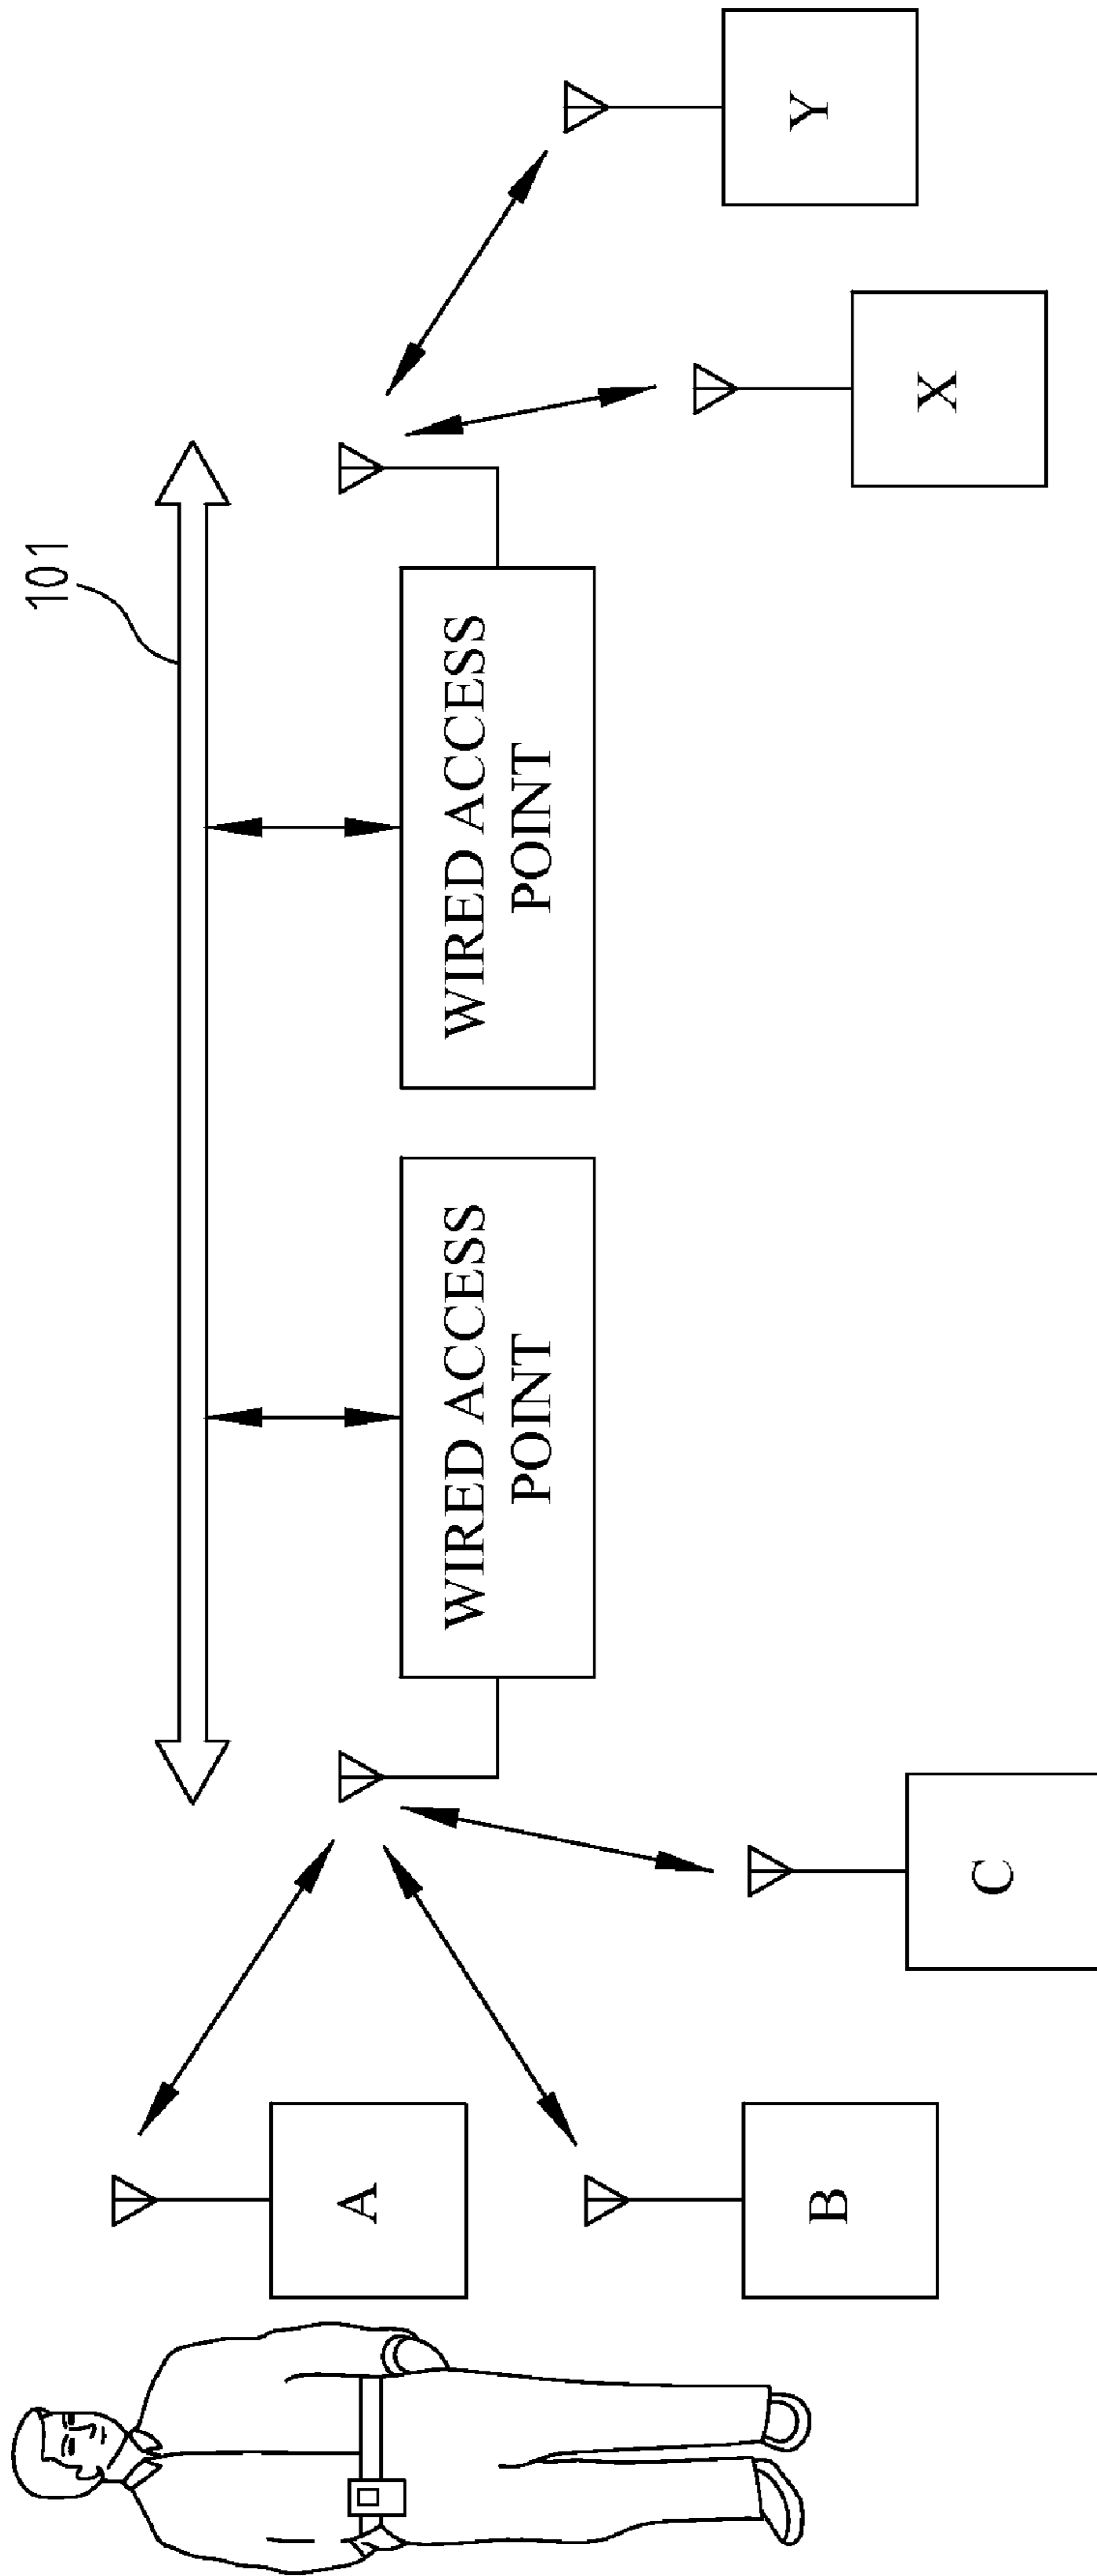 101
WIRED ACCESS
POINT
WIRED ACCESS
POINT
A
B
C
X
Y